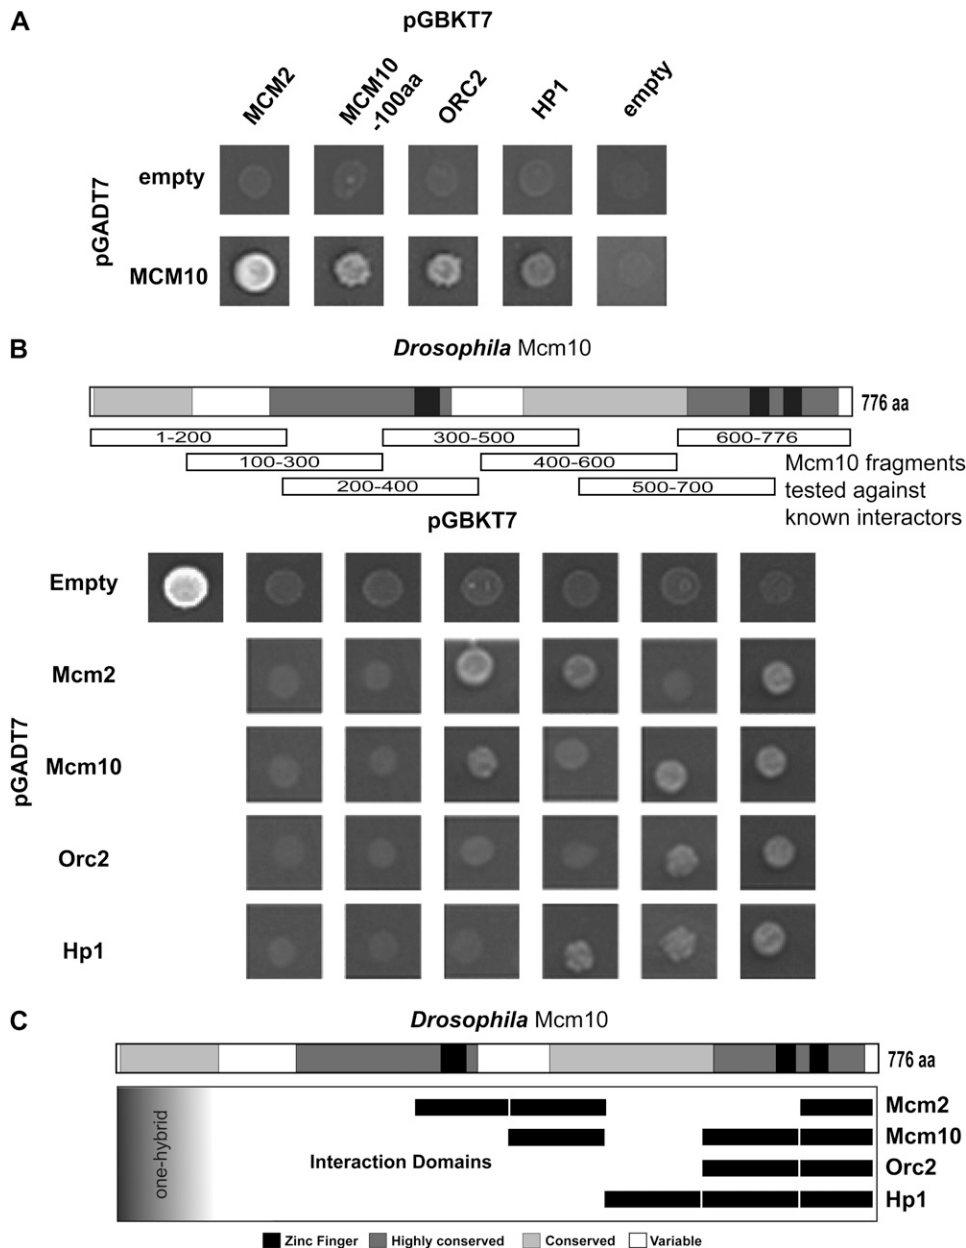 A
pGBKT7
MCM2
MCM10
-100aa
ORC2
HP1
empty
pGADT7
empty
MCM10
B
Drosophila Mcm10
776 aa
1-200
300-500
600-776
100-300
400-600
200-400
500-700
Mcm10 fragments
tested against
known interactors
pGBKT7
pGADT7
Empty
Mcm2
Mcm10
Orc2
Hp1
C
Drosophila Mcm10
776 aa
one-hybrid
Interaction Domains
Mcm2
Mcm10
Orc2
Hp1
Zinc Finger
Highly conserved
Conserved
Variable